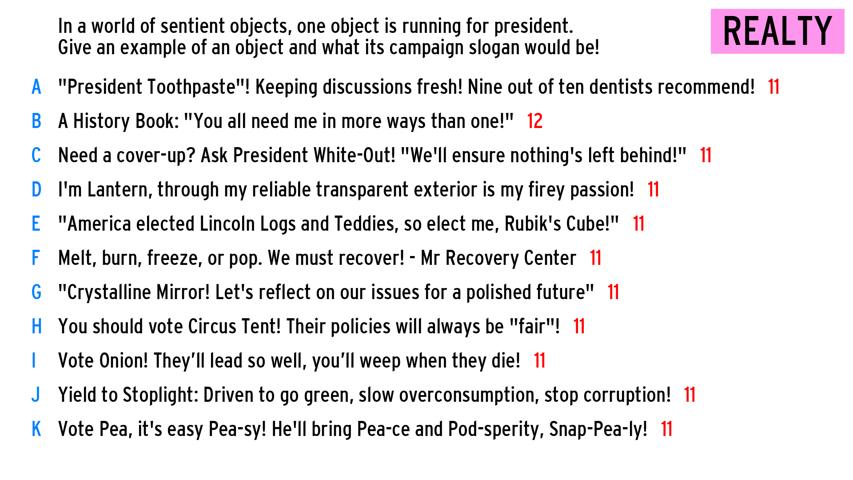 In a world of sentient objects, one object is running for president.
Give an example of an object and what its campaign slogan would be!
REALTY
A "President Toothpaste"! Keeping discussions fresh! Nine out of ten dentists recommend! 11
B A History Book: "You all need me in more ways than one!" 12
C Need a cover-up? Ask President White-Out! "We'll ensure nothing's left behind!" 11
D I'm Lantern, through my reliable transparent exterior is my firey passion! 11
E "America elected Lincoln Logs and Teddies, so elect me, Rubik's Cube!" 11
F Melt, burn, freeze, or pop. We must recover! - Mr Recovery Center 11
G "Crystalline Mirror! Let's reflect on our issues for a polished future" 11
H You should vote Circus Tent! Their policies will always be "fair"! 11
I Vote Onion! They’ll lead so well, you’ll weep when they die! 11
J Yield to Stoplight: Driven to go green, slow overconsumption, stop corruption! 11
K Vote Pea, it's easy Pea-sy! He'll bring Pea-ce and Pod-sperity, Snap-Pea-ly! 11